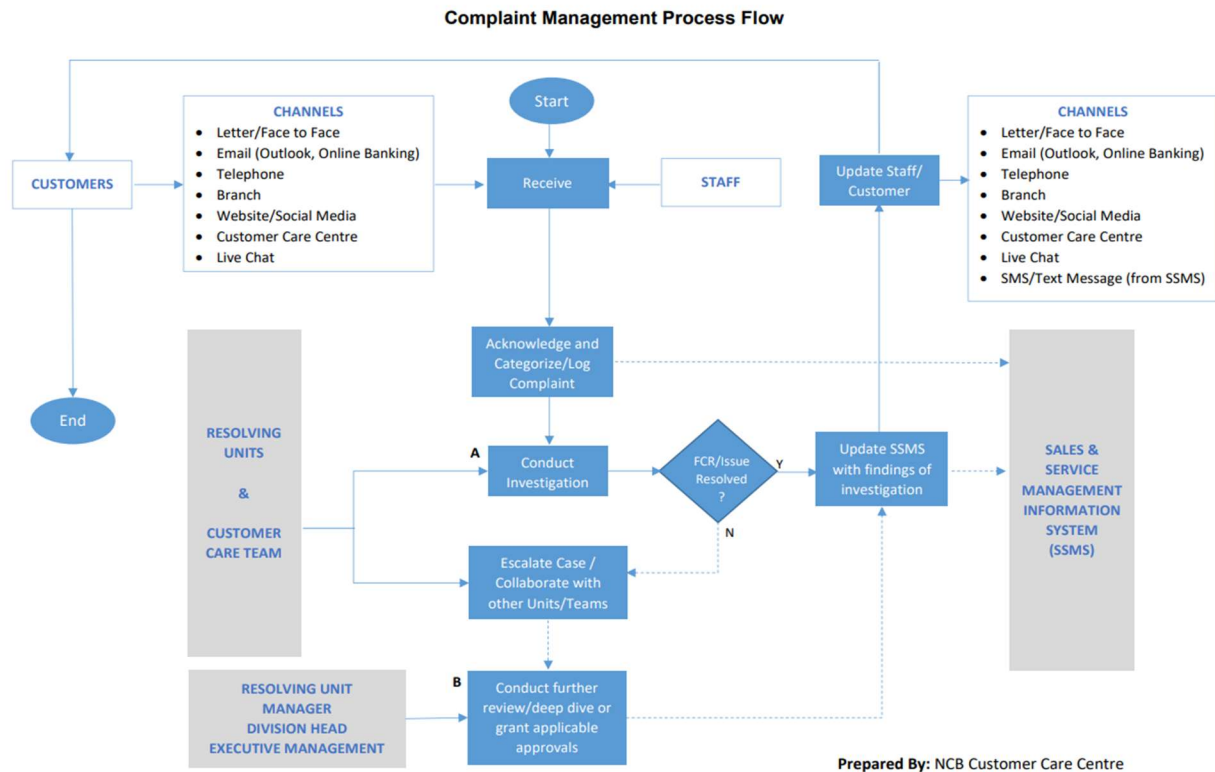 Complaint Management Process Flow
CUSTOMERS
CHANNELS
• Letter/Face to Face
• Email (Outlook, Online Banking)
• Telephone
• Branch
• Website/Social Media
• Customer Care Centre
• Live Chat
Start
Receive
STAFF
Update Staff/
Customer
CHANNELS
• Letter/Face to Face
• Email (Outlook, Online Banking)
• Telephone
• Branch
• Website/Social Media
• Customer Care Centre
• Live Chat
• SMS/Text Message (from SSMS)
End
Acknowledge and
Categorize/Log
Complaint
RESOLVING
UNITS
&
CUSTOMER
CARE TEAM
A
Conduct
Investigation
FCR/Issue
Resolved
?
Y
N
Update SSMS
with findings of
investigation
SALES &
SERVICE
MANAGEMENT
INFORMATION
SYSTEM
(SSMS)
Escalate Case /
Collaborate with
other Units/Teams
RESOLVING UNIT
MANAGER
DIVISION HEAD
EXECUTIVE MANAGEMENT
B
Conduct further
review/deep dive or
grant applicable
approvals
Prepared By: NCB Customer Care Centre